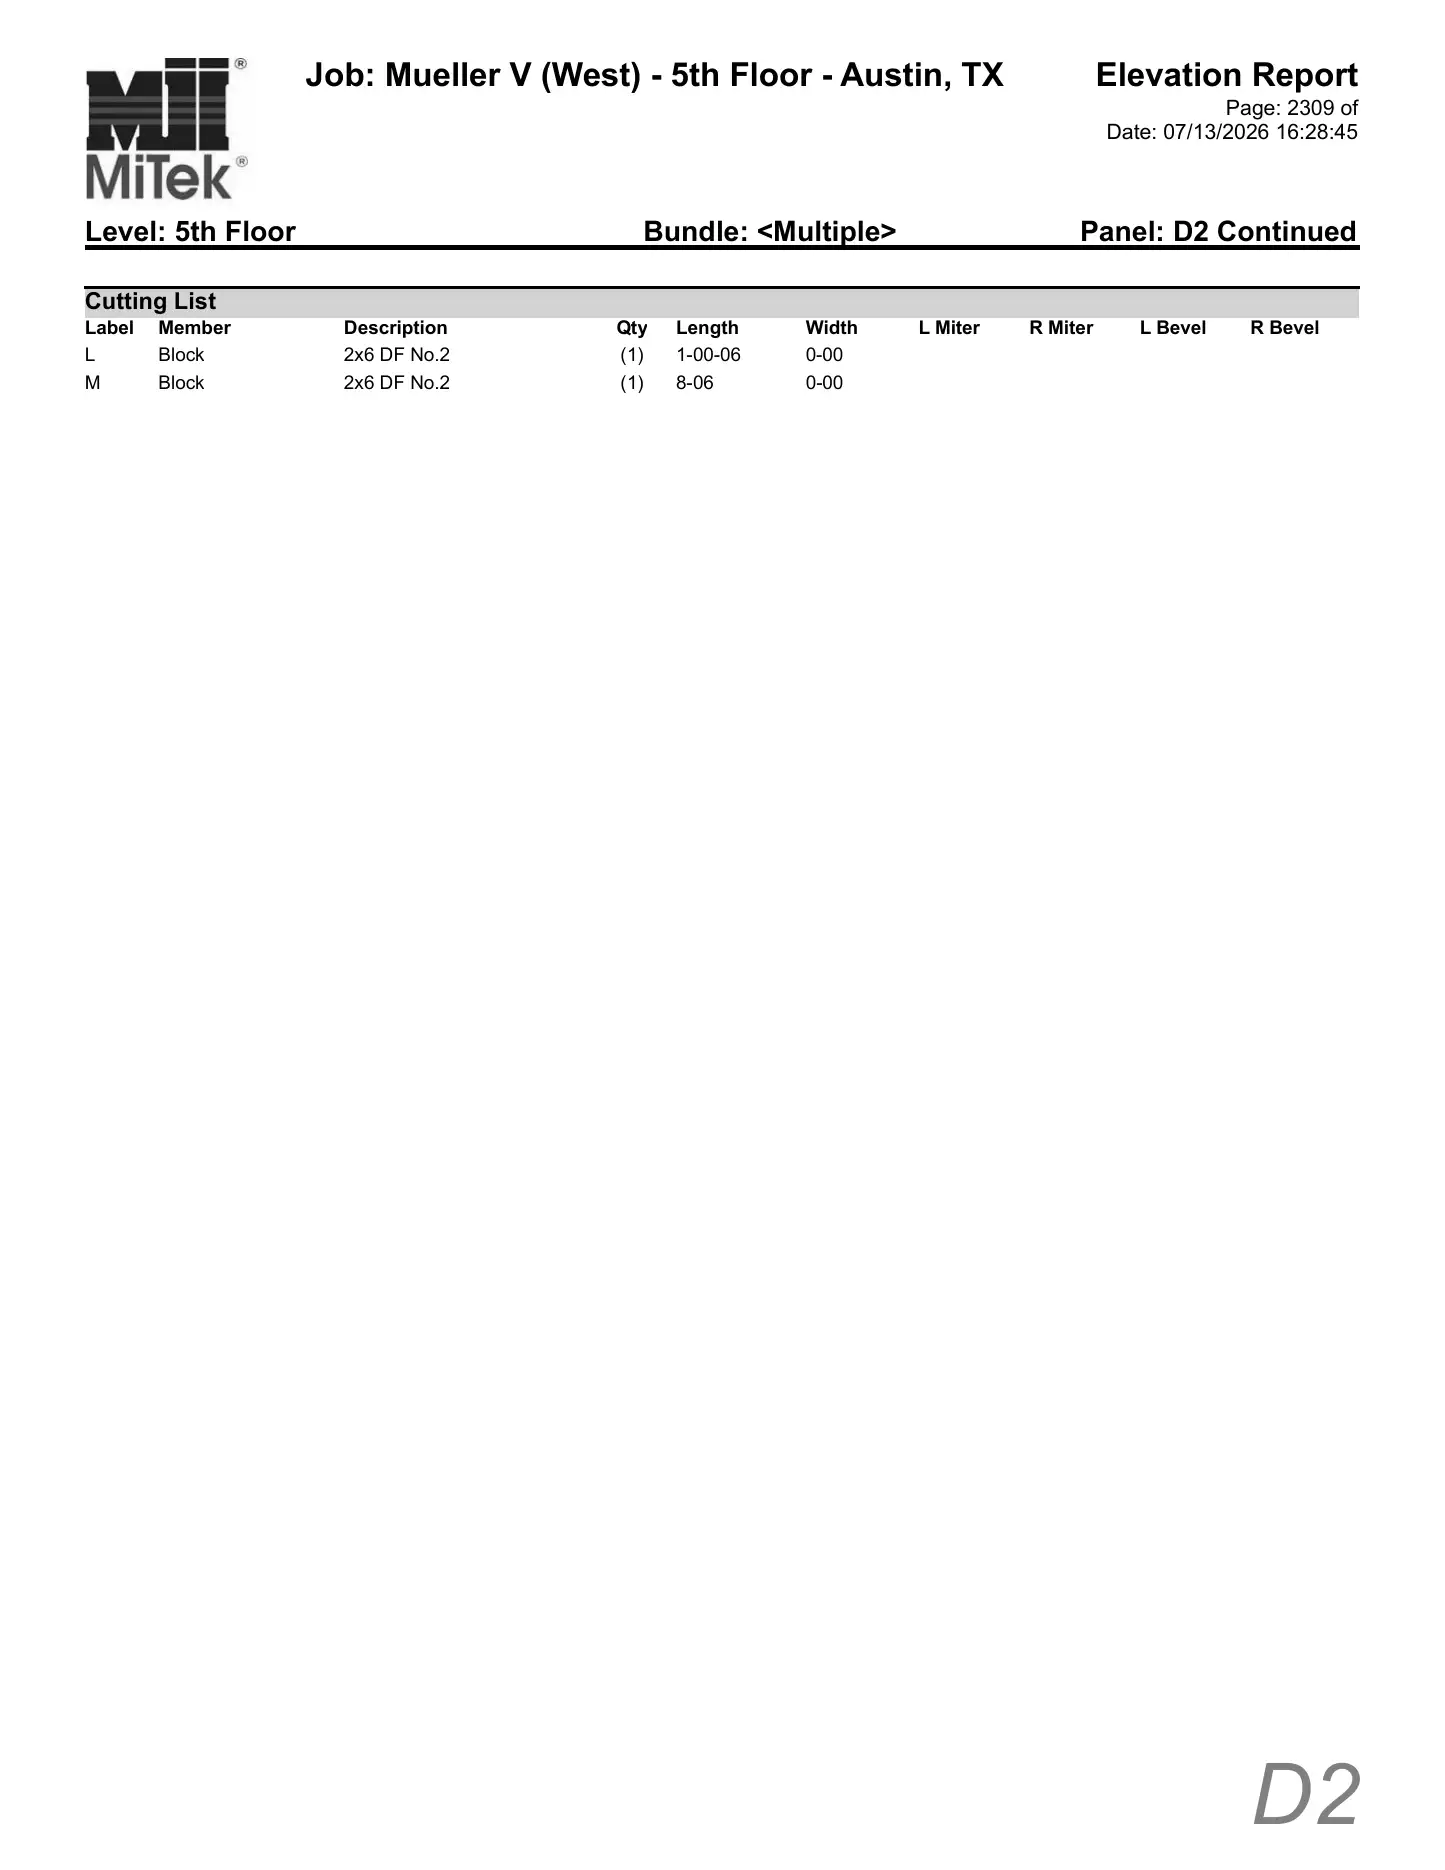 Job: Mueller V (West) - 5th Floor - Austin, TX
Elevation Report
Page: 2309 of
Date: 07/13/2026 16:28:45
MiTek®
Level: 5th Floor Bundle: <Multiple> Panel: D2 Continued
Cutting List
Label Member Description Qty Length Width L Miter R Miter L Bevel R Bevel
L Block 2x6 DF No.2 (1) 1-00-06 0-00
M Block 2x6 DF No.2 (1) 8-06 0-00
D2